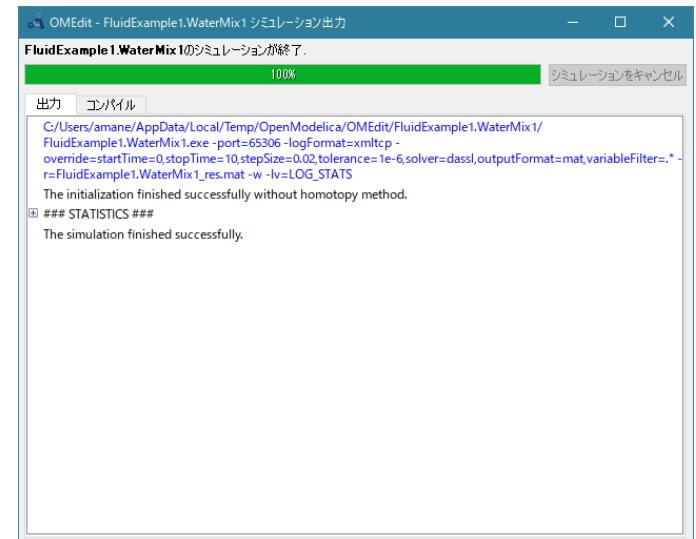 OMEdit - FluidExample1.WaterMix1 シミュレーション出力
FluidExample1.WaterMix1のシミュレーションが終了.
100%
シミュレーションをキャンセル
出力 コンパイル
C:/Users/amane/AppData/Local/Temp/OpenModelica/OMEdit/FluidExample1.WaterMix1/
FluidExample1.WaterMix1.exe -port=65306 -logFormat=xmltcp -
override=startTime=0,stopTime=10,stepSize=0.02,tolerance=1e-6,solver=dassl,outputFormat=mat,variableFilter=.* -
r=FluidExample1.WaterMix1_res.mat -w -lv=LOG_STATS
The initialization finished successfully without homotopy method.
### STATISTICS ###
The simulation finished successfully.